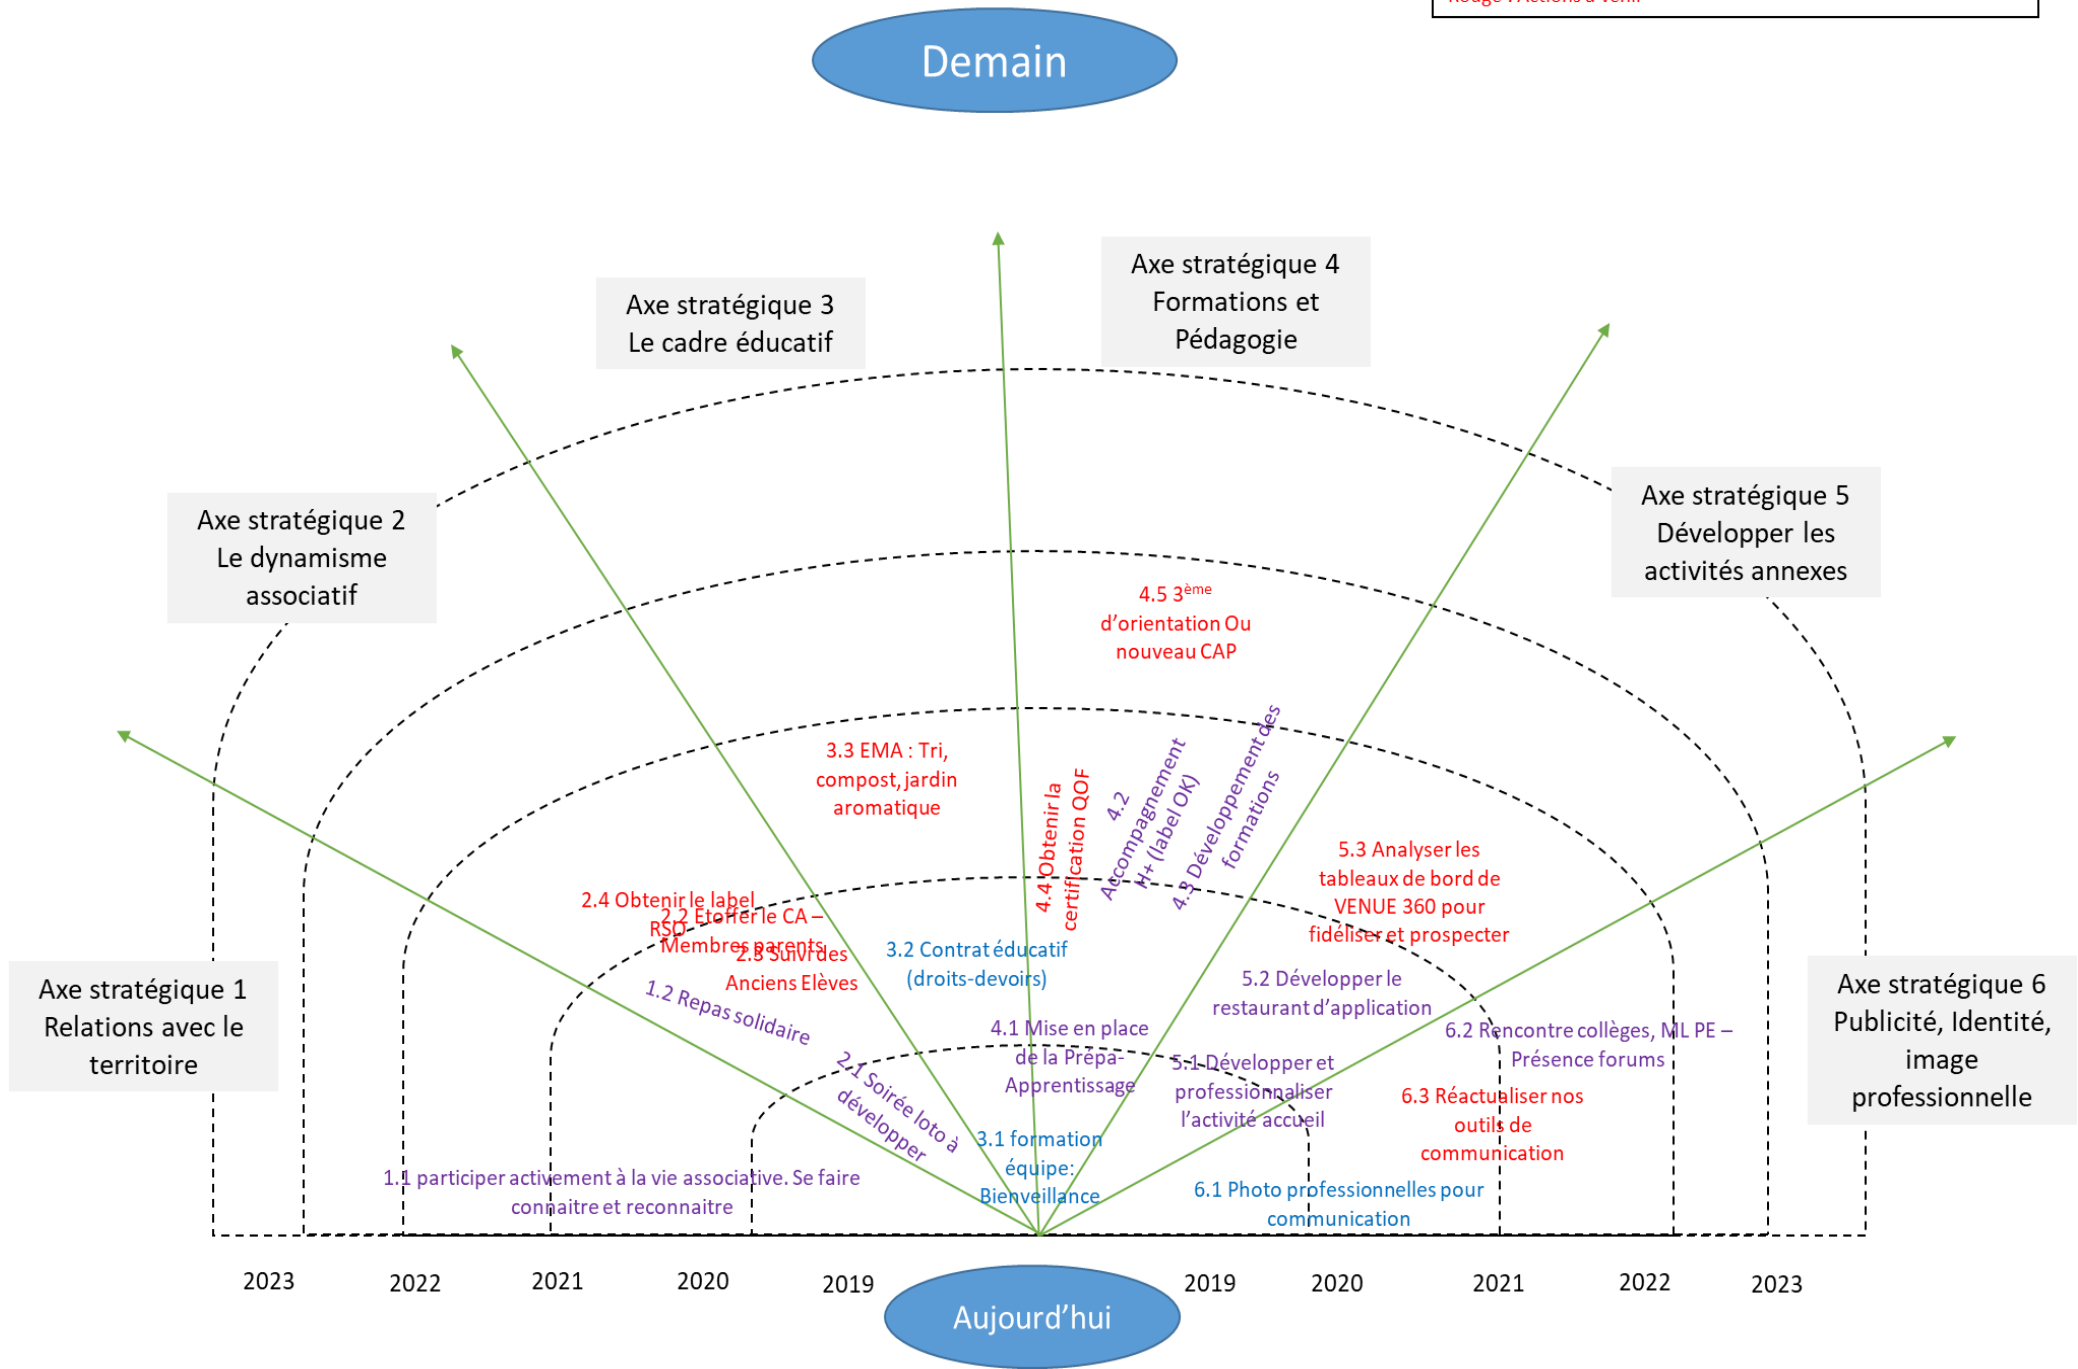 Rouge : Actions à venir
Demain
Axe stratégique 4
Formations et
Pédagogie
Axe stratégique 3
Le cadre éducatif
Axe stratégique 5
Développer les
activités annexes
Axe stratégique 2
Le dynamisme
associatif
4.5 3ème
d’orientation Ou
nouveau CAP
3.3 EMA : Tri,
compost, jardin
aromatique
4.4 Obtenir la
certification QOF
4.2
Accompagnement
H+ (label OK)
4.3 Développement des
formations
5.3 Analyser les
tableaux de bord de
VENUE 360 pour
fidéliser et prospecter
2.4 Obtenir le label
RSO
2.2 Etoffer le CA –
Membres parents
2.3 Suivi des
Anciens Elèves
3.2 Contrat éducatif
(droits-devoirs)
1.2 Repas solidaire
5.2 Développer le
restaurant d’application
Axe stratégique 1
Relations avec le
territoire
Axe stratégique 6
Publicité, Identité,
image
professionnelle
4.1 Mise en place
de la Prépa-
Apprentissage
6.2 Rencontre collèges, ML PE –
Présence forums
2.1 Soirée loto à
développer
5.1 Développer et
professionnaliser
l’activité accueil
6.3 Réactualiser nos
outils de
communication
3.1 formation
équipe:
Bienveillance
1.1 participer activement à la vie associative. Se faire
connaitre et reconnaitre
6.1 Photo professionnelles pour
communication
2023 2022 2021 2020 2019 2019 2020 2021 2022 2023
Aujourd’hui